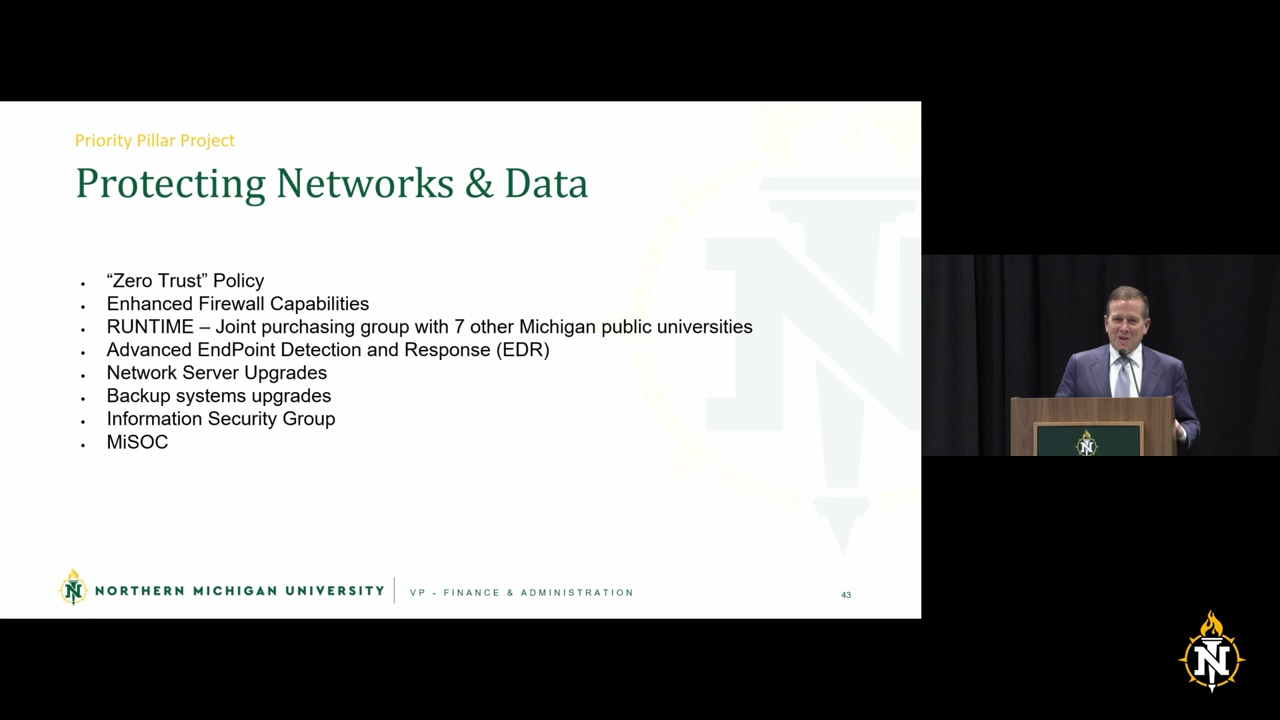 Priority Pillar Project
Protecting Networks & Data
• “Zero Trust” Policy
• Enhanced Firewall Capabilities
• RUNTIME – Joint purchasing group with 7 other Michigan public universities
• Advanced EndPoint Detection and Response (EDR)
• Network Server Upgrades
• Backup systems upgrades
• Information Security Group
• MiSOC
N NORTHERN MICHIGAN UNIVERSITY | VP - FINANCE & ADMINISTRATION 43
N
N
N